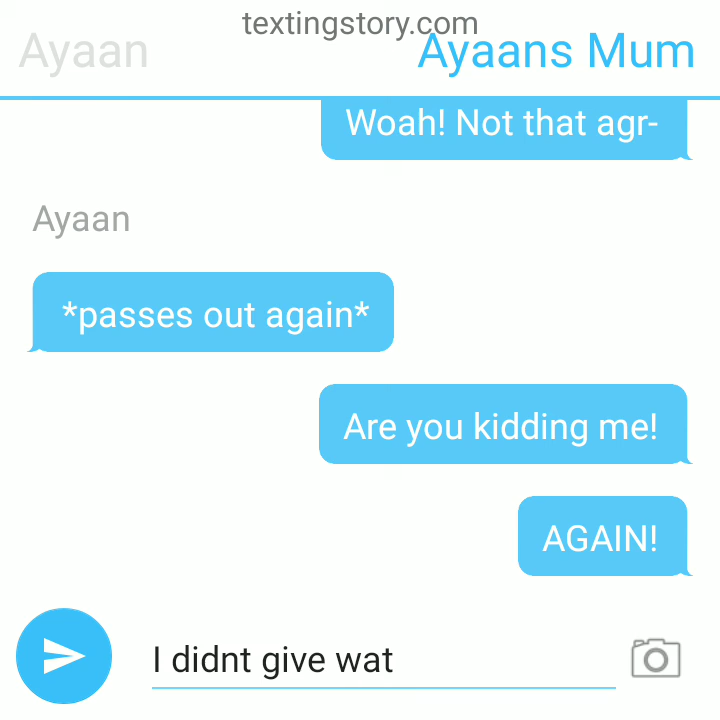 textingstory.com
Ayaan
Ayaans Mum
Woah! Not that agr-
Ayaan
*passes out again*
Are you kidding me!
AGAIN!
I didnt give wat